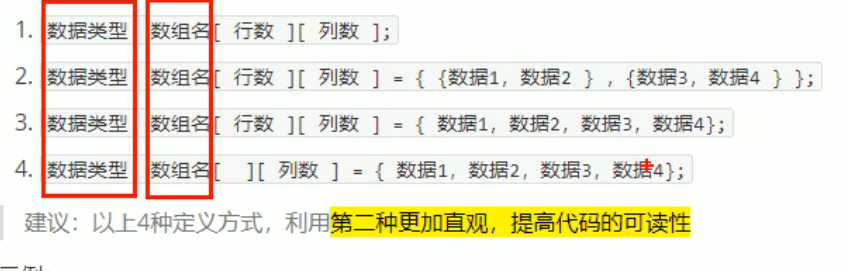 1. 数据类型 数组名[ 行数 ][ 列数 ];
2. 数据类型 数组名[ 行数 ][ 列数 ] = { {数据1, 数据2 } , {数据3, 数据4 } };
3. 数据类型 数组名[ 行数 ][ 列数 ] = { 数据1, 数据2, 数据3, 数据4};
4. 数据类型 数组名[ ][ 列数 ] = { 数据1, 数据2, 数据3, 数据4};
建议：以上4种定义方式，利用第二种更加直观，提高代码的可读性